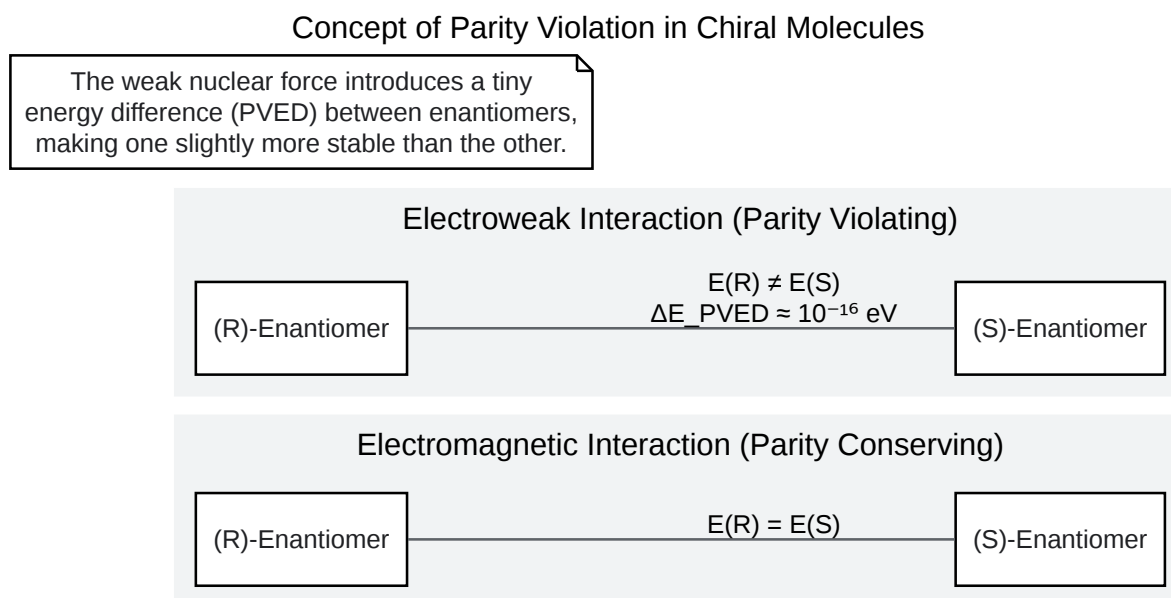 Concept of Parity Violation in Chiral Molecules
The weak nuclear force introduces a tiny
energy difference (PVED) between enantiomers,
making one slightly more stable than the other.
Electroweak Interaction (Parity Violating)
E(R) ≠ E(S)
ΔE_PVED ≈ 10⁻¹⁶ eV
(R)-Enantiomer
(S)-Enantiomer
Electromagnetic Interaction (Parity Conserving)
(R)-Enantiomer
E(R) = E(S)
(S)-Enantiomer